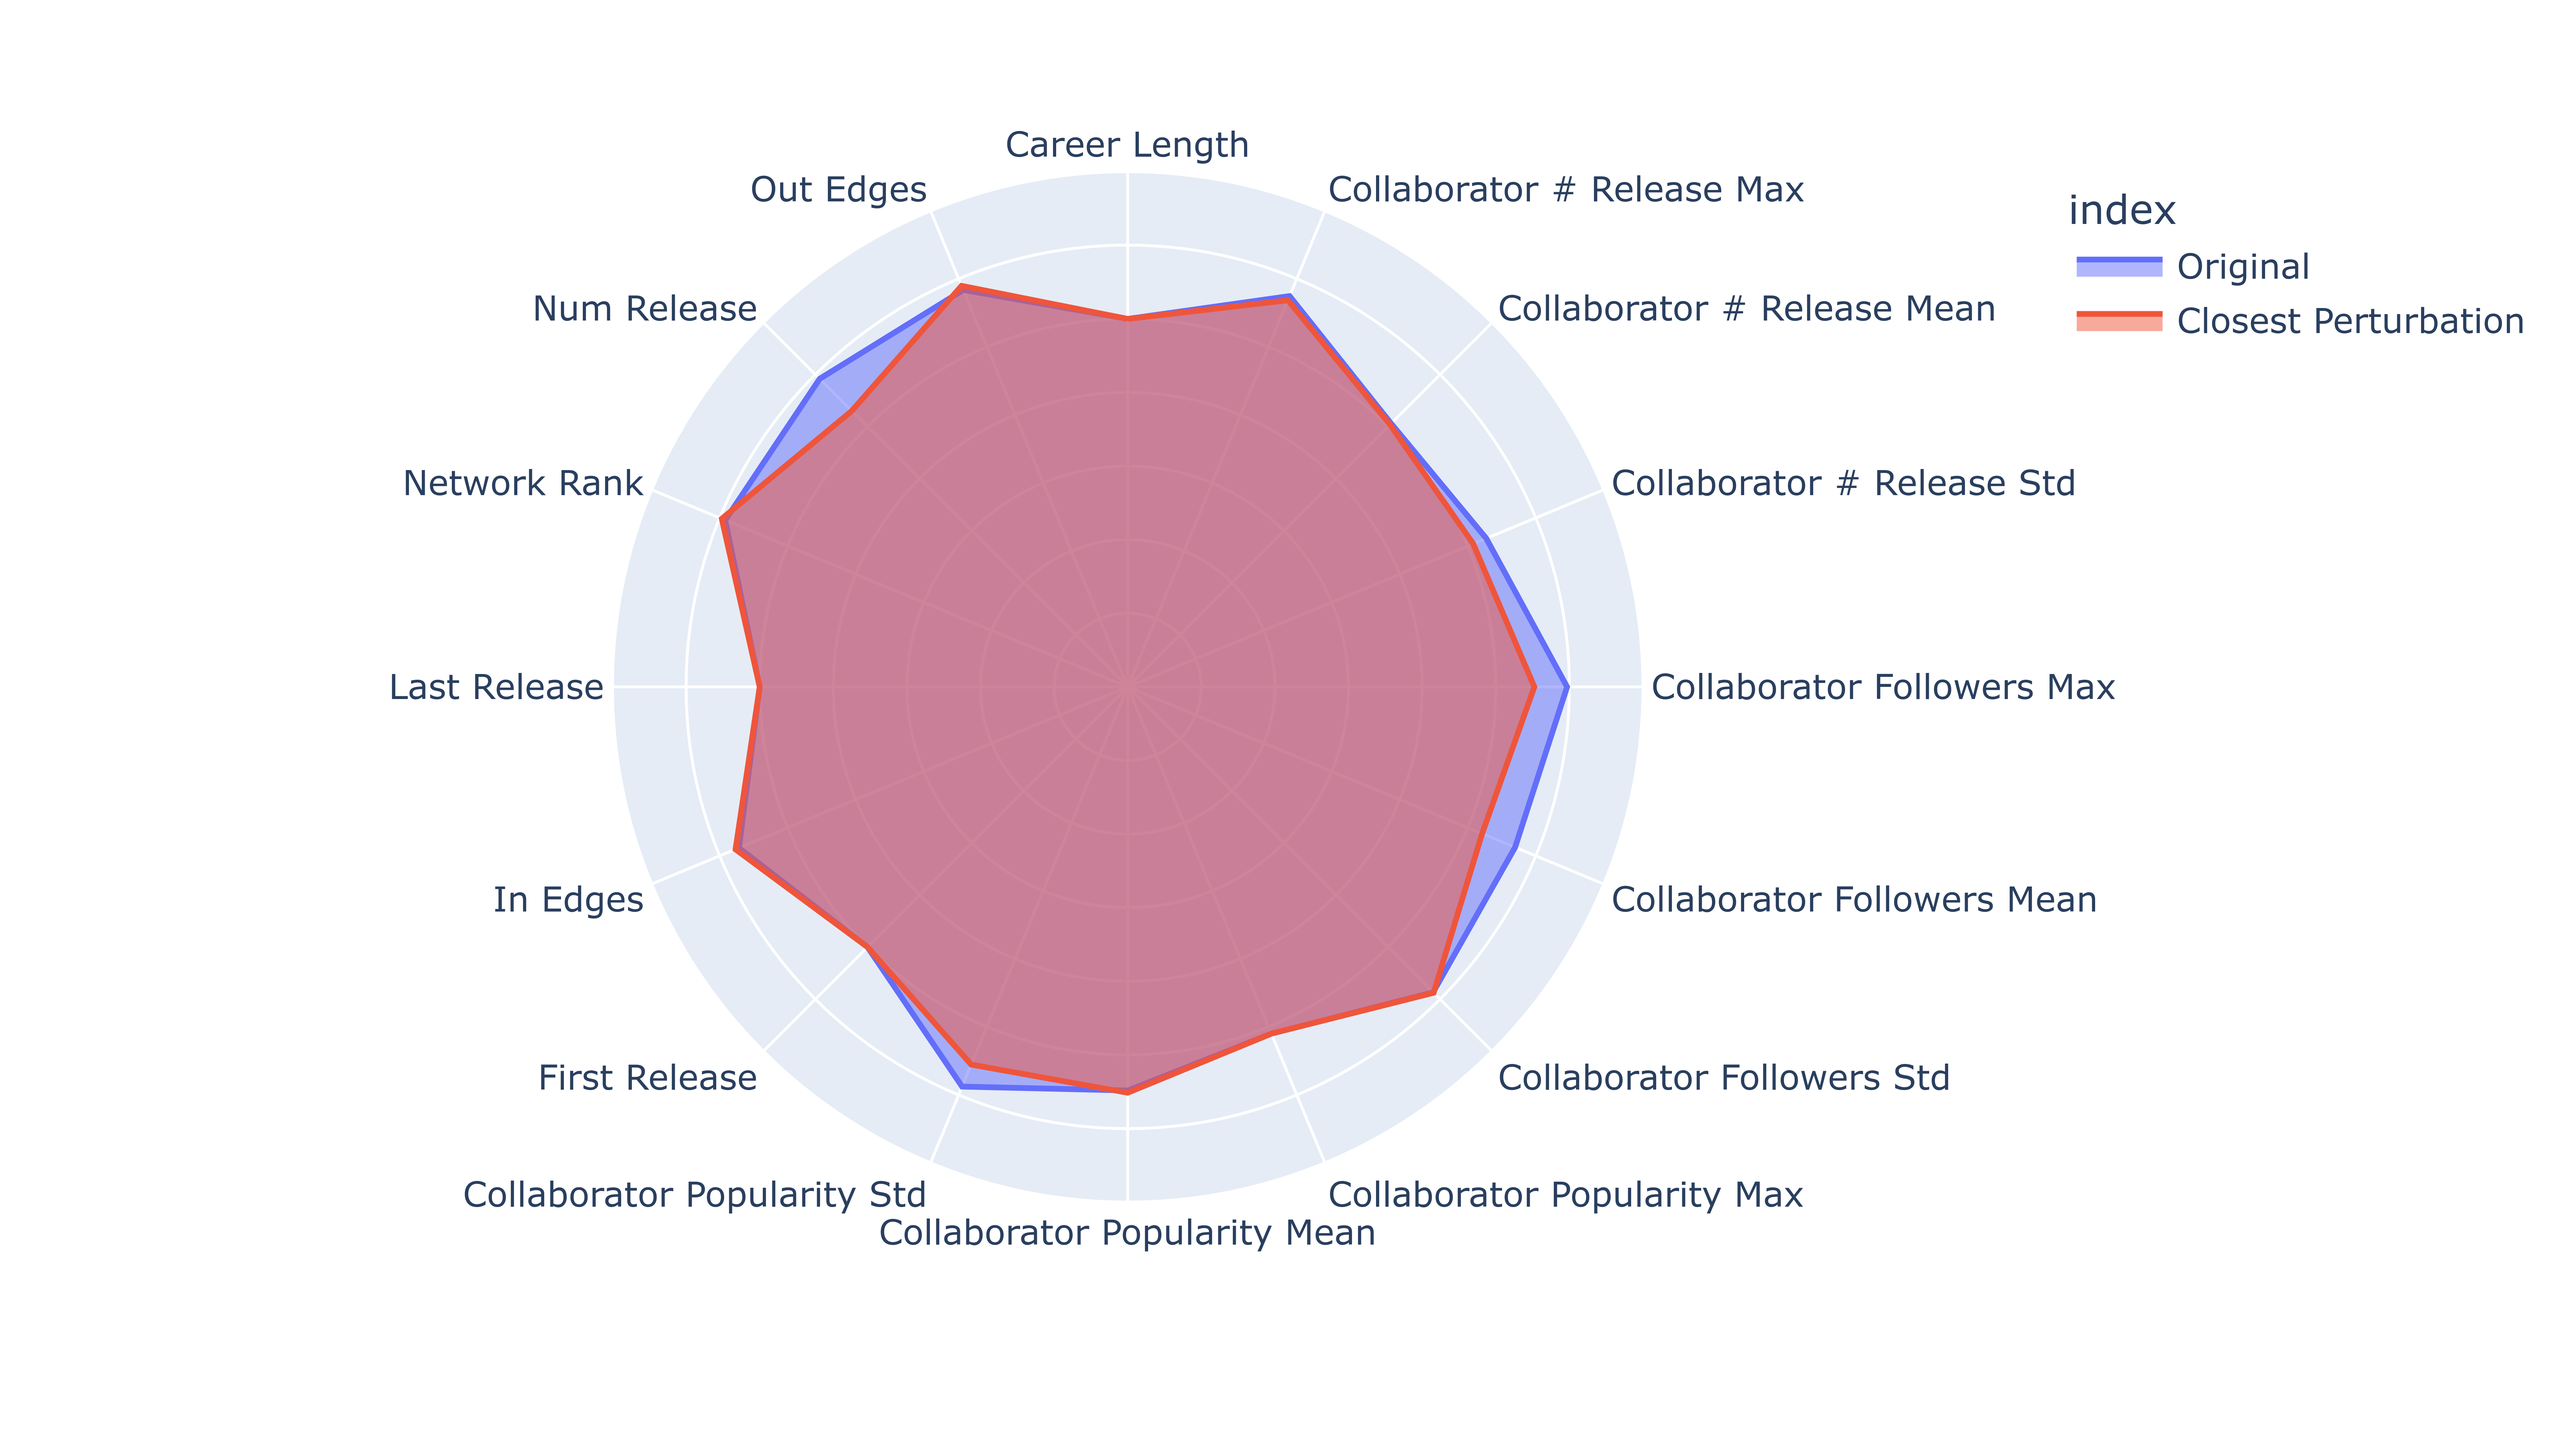 Career Length
Out Edges
Collaborator # Release Max
index
Original
Closest Perturbation
Num Release
Collaborator # Release Mean
Network Rank
Collaborator # Release Std
Last Release
Collaborator Followers Max
In Edges
Collaborator Followers Mean
First Release
Collaborator Followers Std
Collaborator Popularity Std
Collaborator Popularity Max
Collaborator Popularity Mean